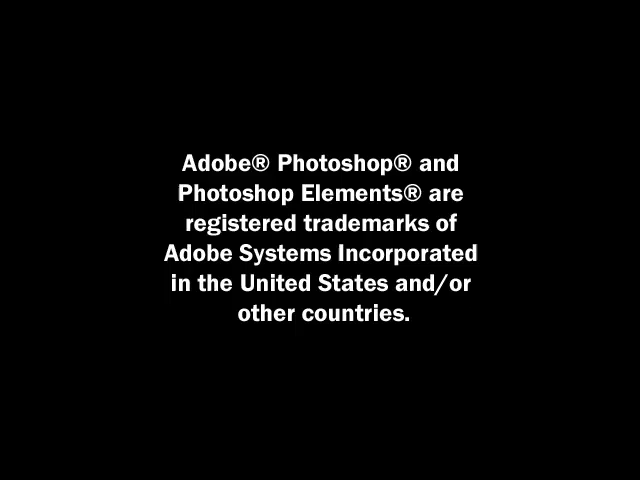 Adobe® Photoshop® and
Photoshop Elements® are
registered trademarks of
Adobe Systems Incorporated
in the United States and/or
other countries.